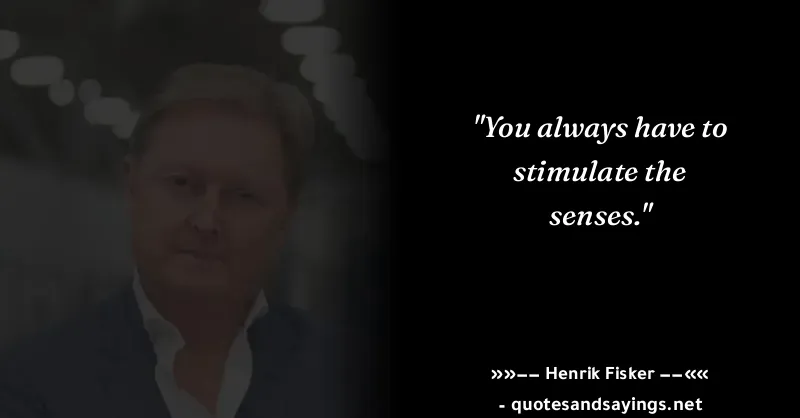 "You always have to
stimulate the
senses."
»»−− Henrik Fisker −−««
- quotesandsayings.net